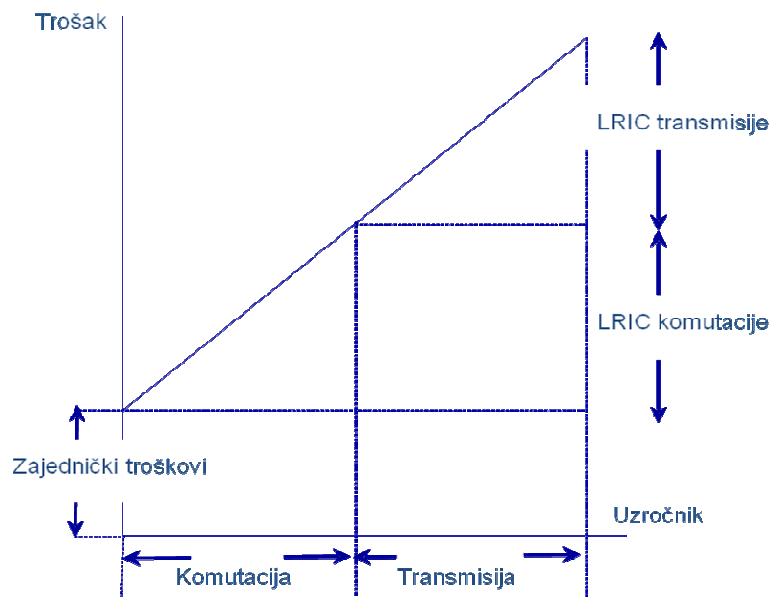 Trošak
LRIC transmisije
LRIC komutacije
Zajednički troškovi
Uzročnik
Komutacija
Transmisija